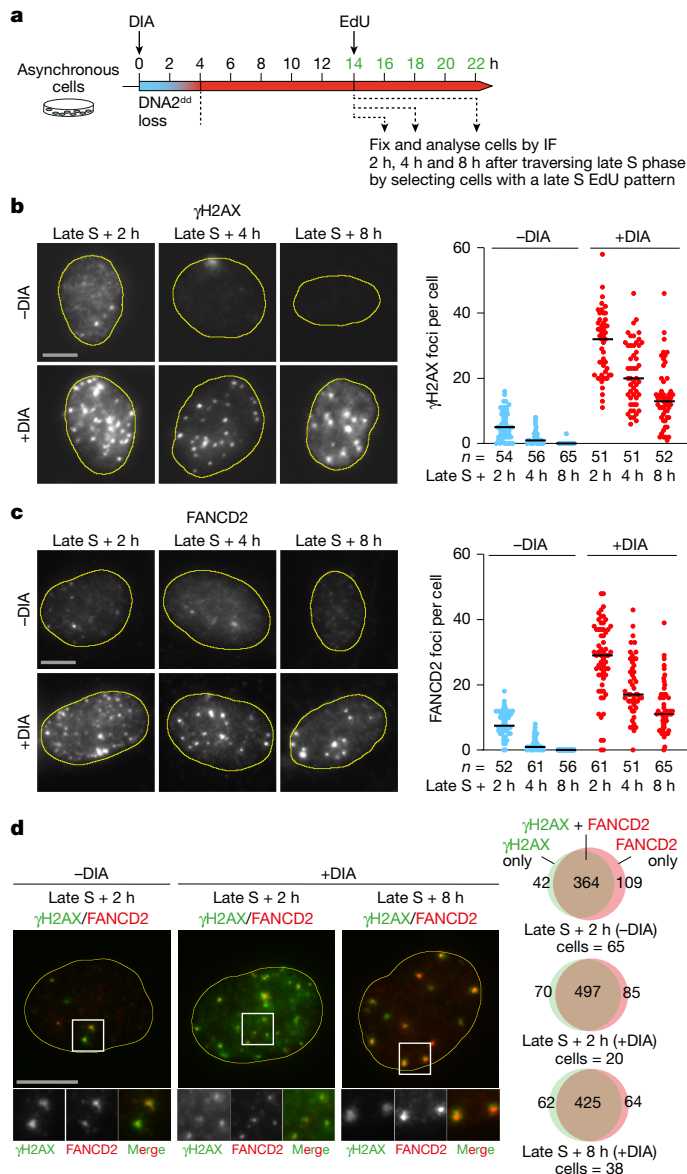 a
DIA
EdU
0 2 4 6 8 10 12 14 16 18 20 22 h
Asynchronous
cells
DNA2dd
loss
Fix and analyse cells by IF
2 h, 4 h and 8 h after traversing late S phase
by selecting cells with a late S EdU pattern
b
γH2AX
Late S + 2 h Late S + 4 h Late S + 8 h
–DIA
+DIA
γH2AX foci per cell
60
40
20
0
–DIA +DIA
n = 54 56 65 51 51 52
Late S + 2 h 4 h 8 h 2 h 4 h 8 h
c
FANCD2
Late S + 2 h Late S + 4 h Late S + 8 h
–DIA
+DIA
FANCD2 foci per cell
60
40
20
0
–DIA +DIA
n = 52 61 56 61 51 65
Late S + 2 h 4 h 8 h 2 h 4 h 8 h
d
–DIA +DIA
Late S + 2 h Late S + 2 h Late S + 8 h
γH2AX/FANCD2 γH2AX/FANCD2 γH2AX/FANCD2
γH2AX FANCD2 Merge γH2AX FANCD2 Merge γH2AX FANCD2 Merge
γH2AX + FANCD2
γH2AX only
FANCD2 only
42 364 109
Late S + 2 h (–DIA)
cells = 65
70 497 85
Late S + 2 h (+DIA)
cells = 20
62 425 64
Late S + 8 h (+DIA)
cells = 38